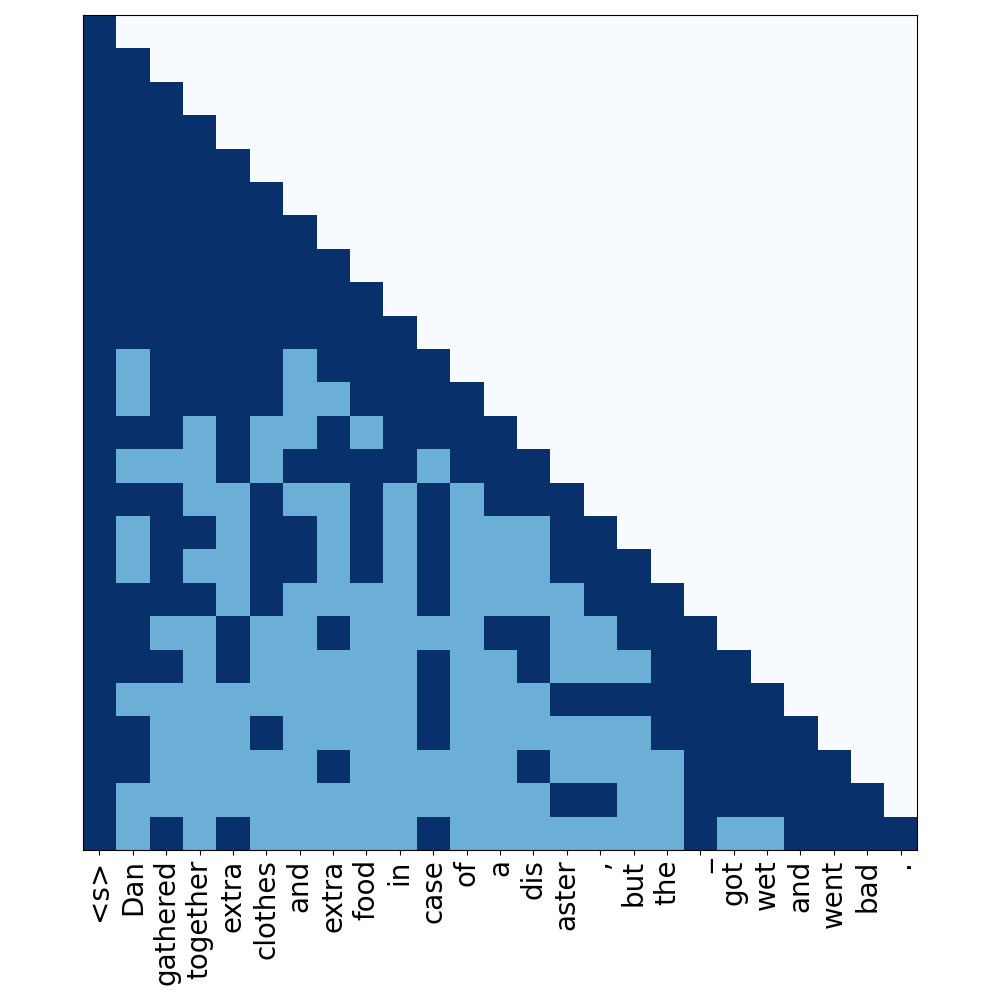 <s> Dan gathered together extra clothes and extra food in case of a dis aster , but the _ got wet and went bad .